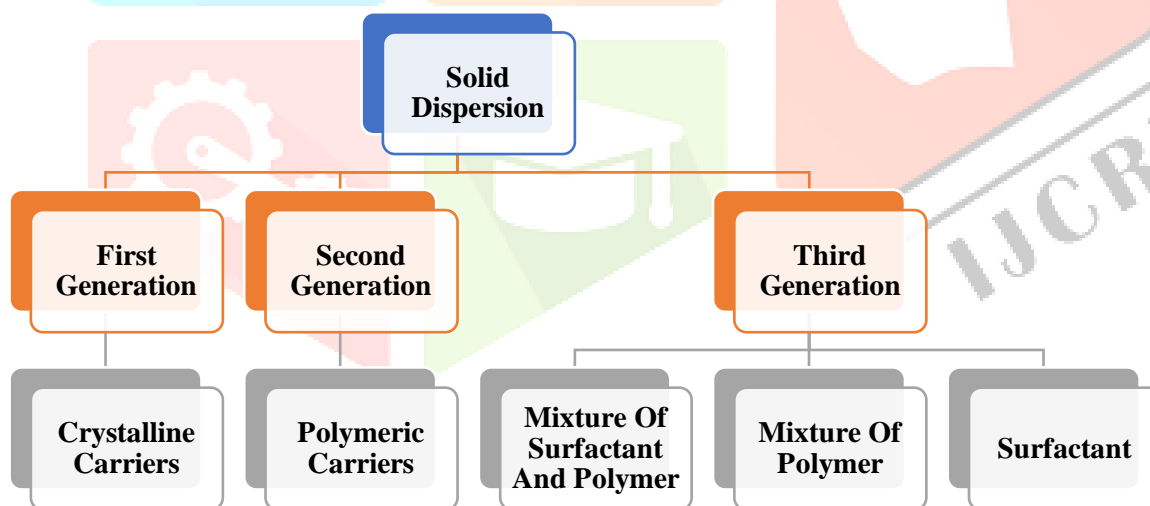 Solid
Dispersion
First
Generation
Second
Generation
Third
Generation
Crystalline
Carriers
Polymeric
Carriers
Mixture Of
Surfactant
And Polymer
Mixture Of
Polymer
Surfactant